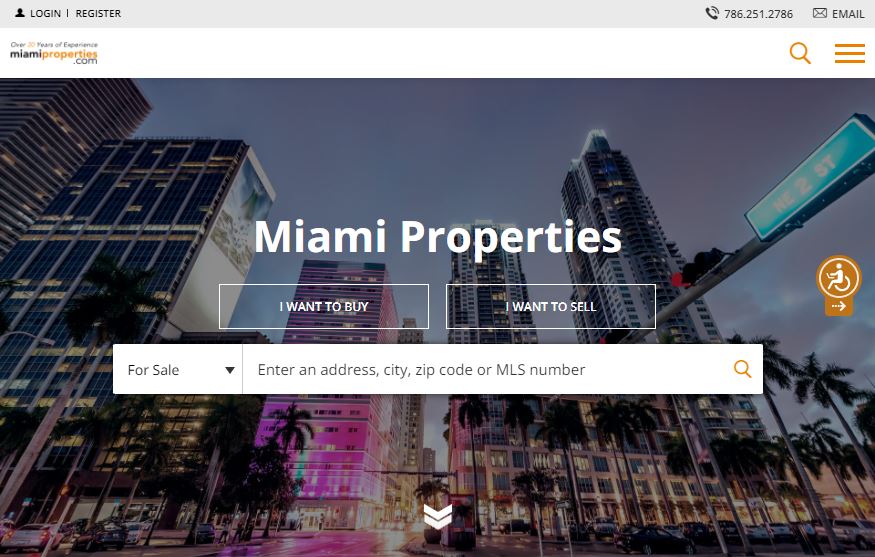 LOGIN | REGISTER
786.251.2786
EMAIL
Over 30 Years of Experience
miamiproperties
.com
NE 2 ST
Miami Properties
I WANT TO BUY
I WANT TO SELL
For Sale
Enter an address, city, zip code or MLS number